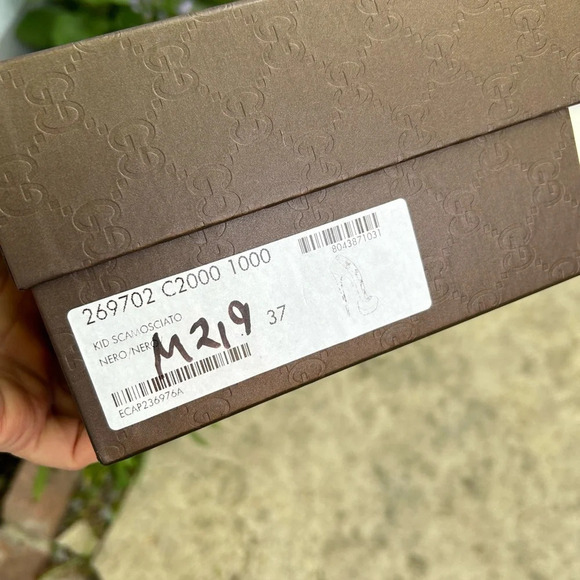 269702 C2000 1000
8043871031
KID SCAMOSCIATO
NERO/NERO
M219
37
ECAP236976A